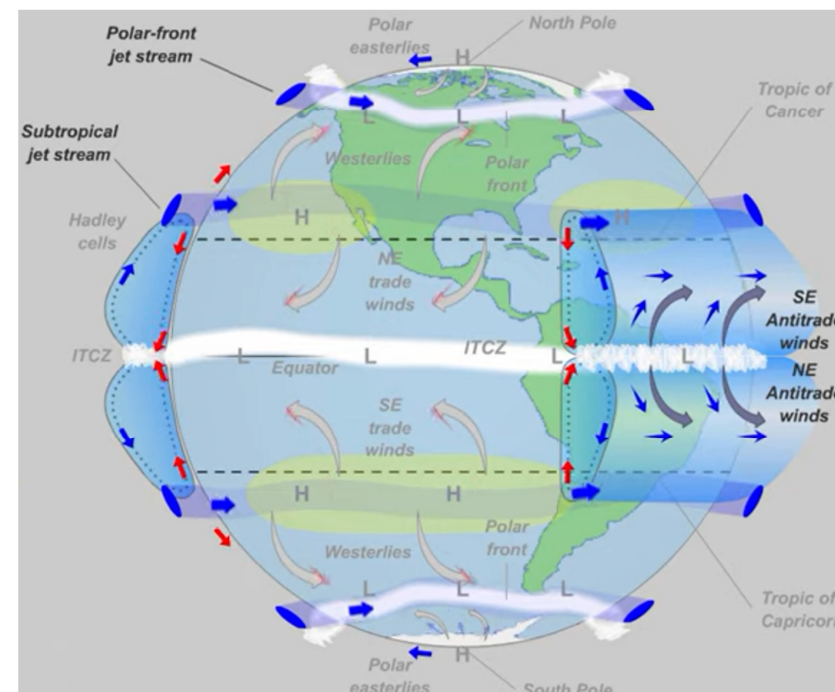 Polar
easterlies
H
North Pole
Polar-front
jet stream
Tropic of
Cancer
L
L
L
Subtropical
jet stream
Westerlies
Polar
front
Hadley
cells
H
H
NE
trade
winds
SE
Antitrade
winds
ITCZ
L
Equator
L
ITCZ
L
L
NE
Antitrade
winds
SE
trade
winds
H
H
Polar
front
Westerlies
L
L
L
Tropic of
Capricorn
Polar
easterlies
H
South Pole